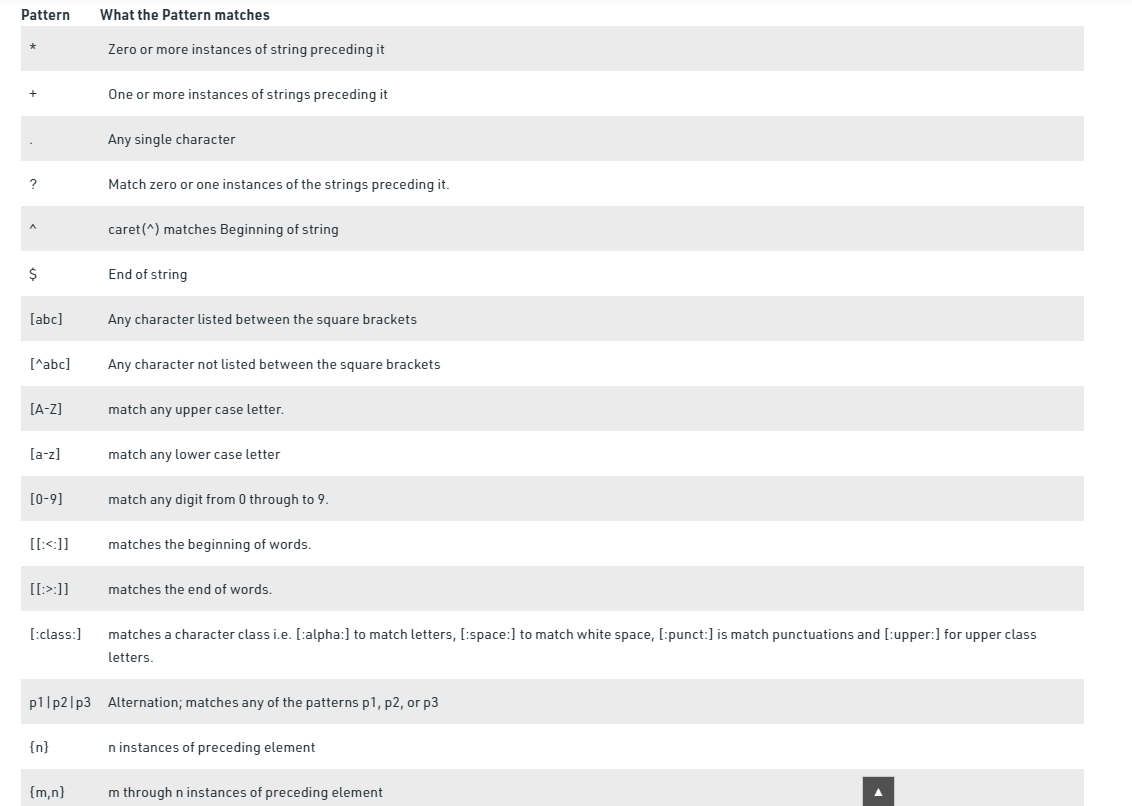 Pattern What the Pattern matches
* Zero or more instances of string preceding it
+ One or more instances of strings preceding it
. Any single character
? Match zero or one instances of the strings preceding it.
^ caret(^) matches Beginning of string
$ End of string
[abc] Any character listed between the square brackets
[^abc] Any character not listed between the square brackets
[A-Z] match any upper case letter.
[a-z] match any lower case letter
[0-9] match any digit from 0 through to 9.
[[:<:]] matches the beginning of words.
[[:>:]] matches the end of words.
[:class:] matches a character class i.e. [:alpha:] to match letters, [:space:] to match white space, [:punct:] is match punctuations and [:upper:] for upper class
letters.
p1|p2|p3 Alternation; matches any of the patterns p1, p2, or p3
{n} n instances of preceding element
{m,n} m through n instances of preceding element